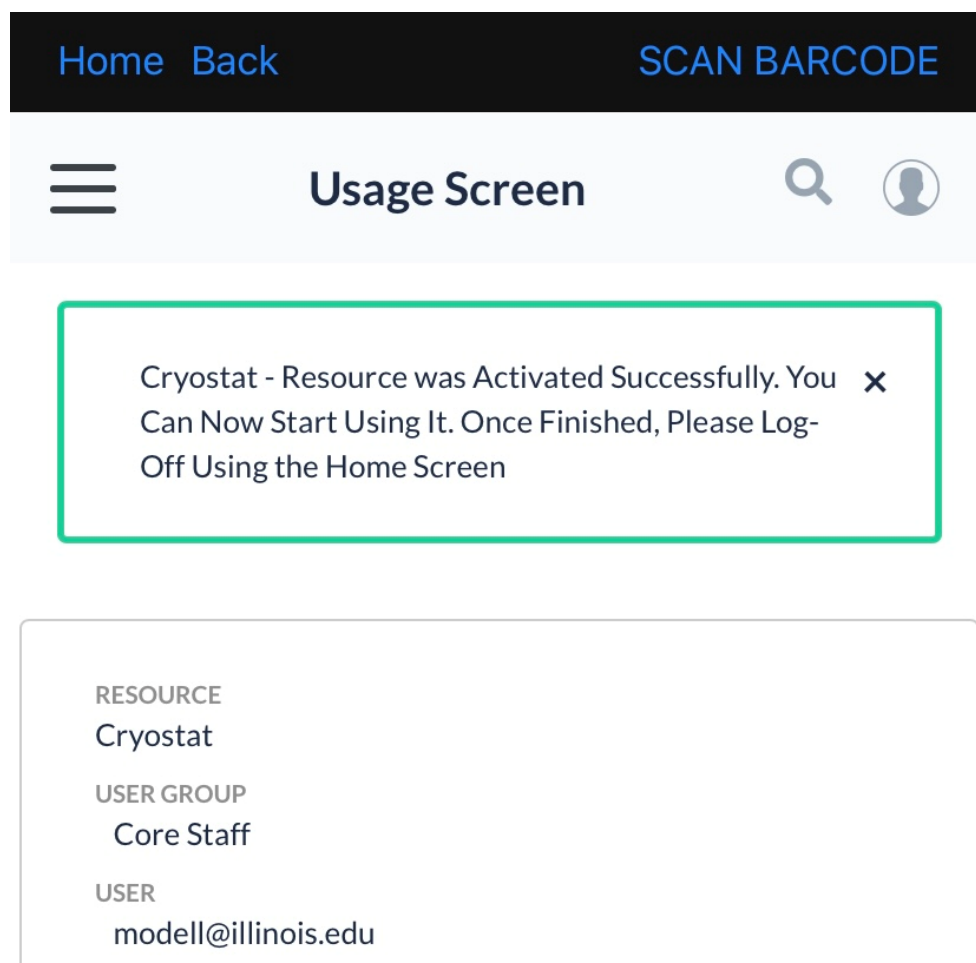 Home Back SCAN BARCODE
Usage Screen
Cryostat - Resource was Activated Successfully. You
Can Now Start Using It. Once Finished, Please Log-
Off Using the Home Screen
RESOURCE
Cryostat
USER GROUP
Core Staff
USER
modell@illinois.edu